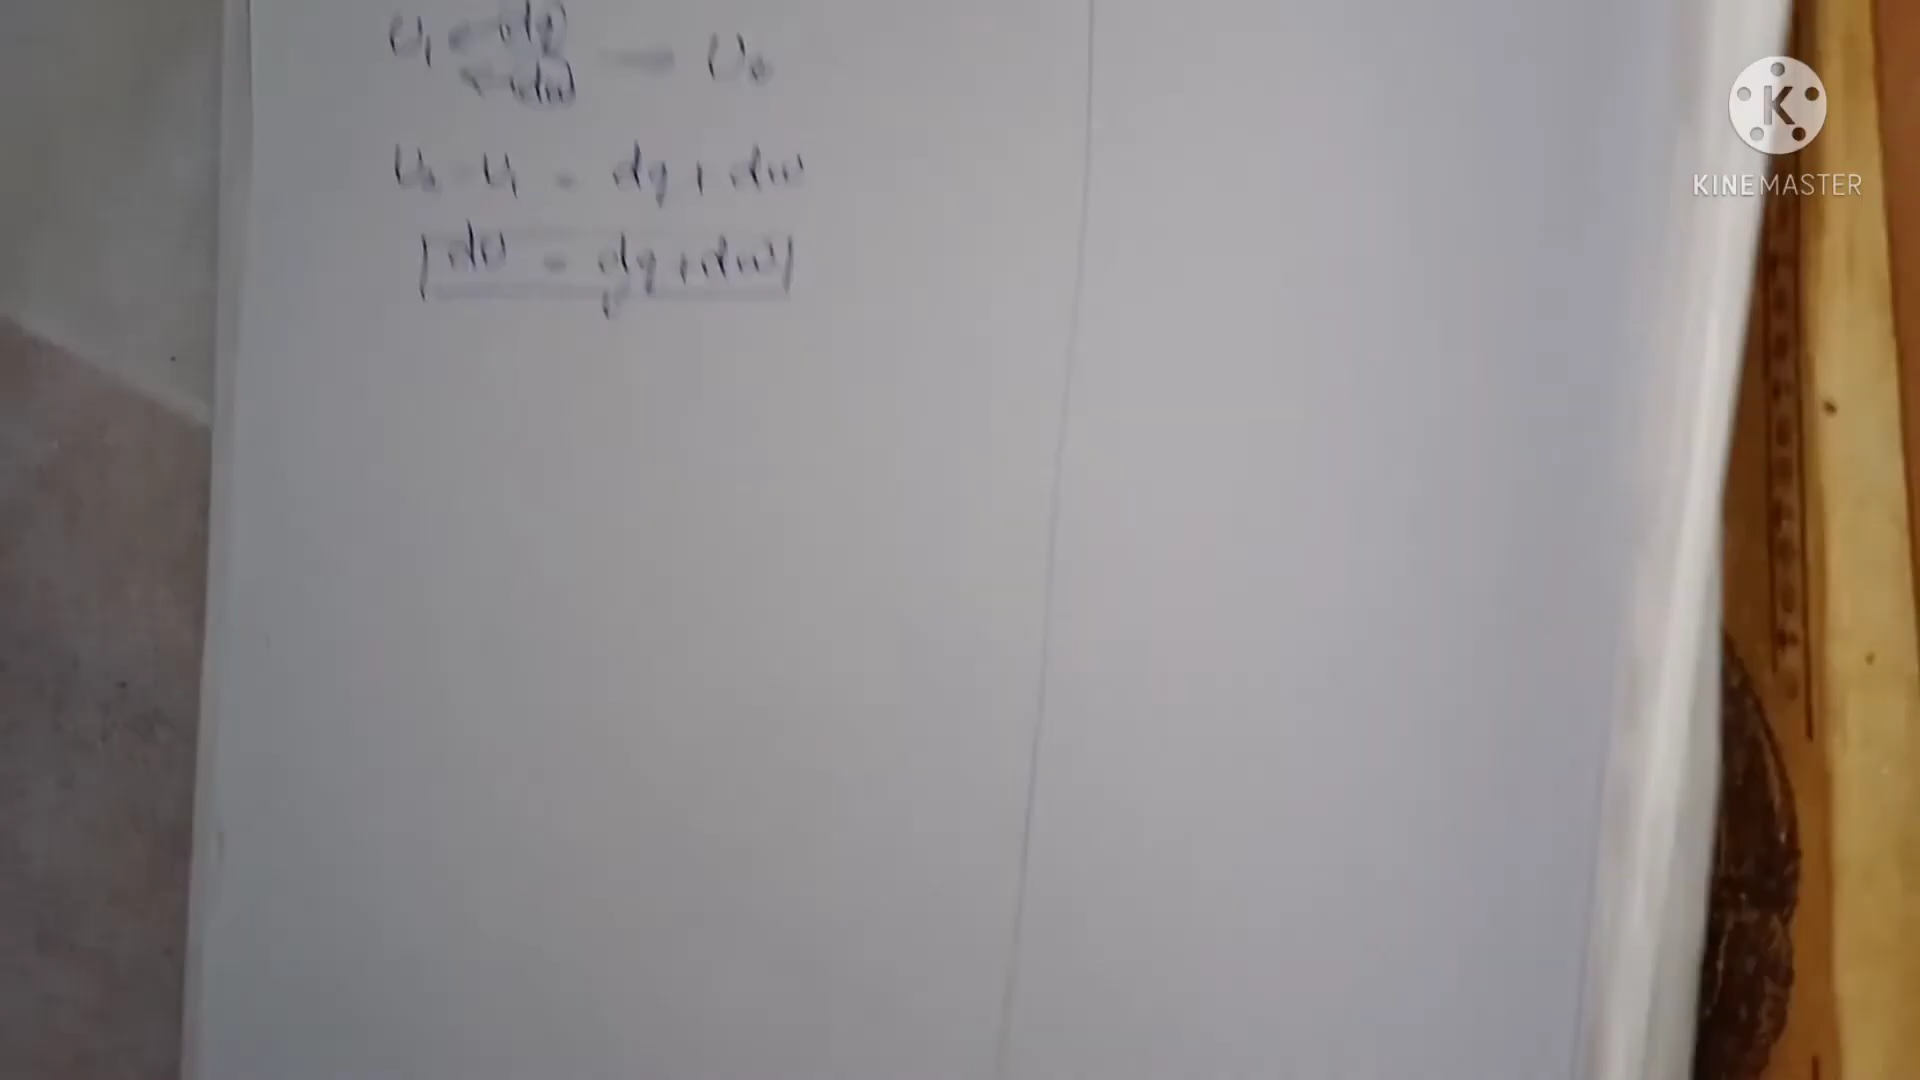 U₁ ← dq
← dw — U₂
U₂ - U₁ = dq + dw
dU = dq + dw
K
KINEMASTER